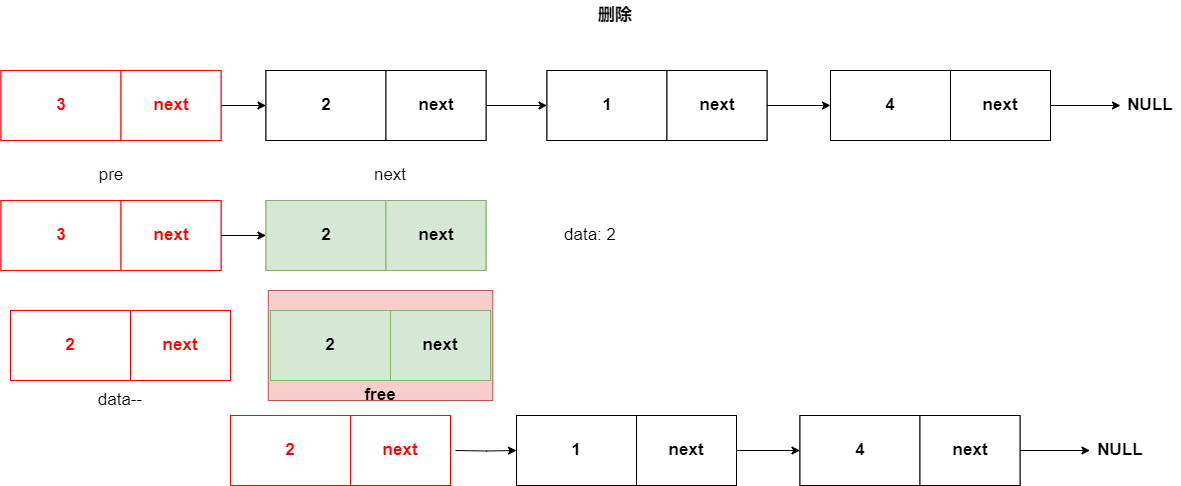 删除
3 next 2 next 1 next 4 next NULL
pre next
3 next 2 next data: 2
2 next 2 next
data-- free
2 next 1 next 4 next NULL